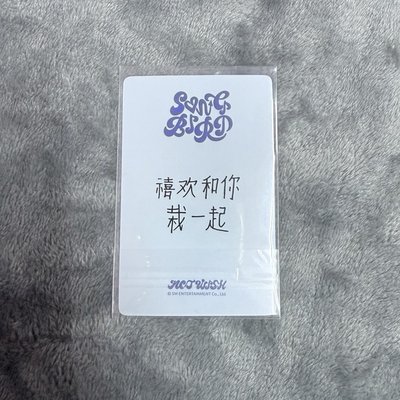 SONG
BIRD
禧欢和你
栽一起
NCT WISH
© SM ENTERTAINMENT Co., Ltd.